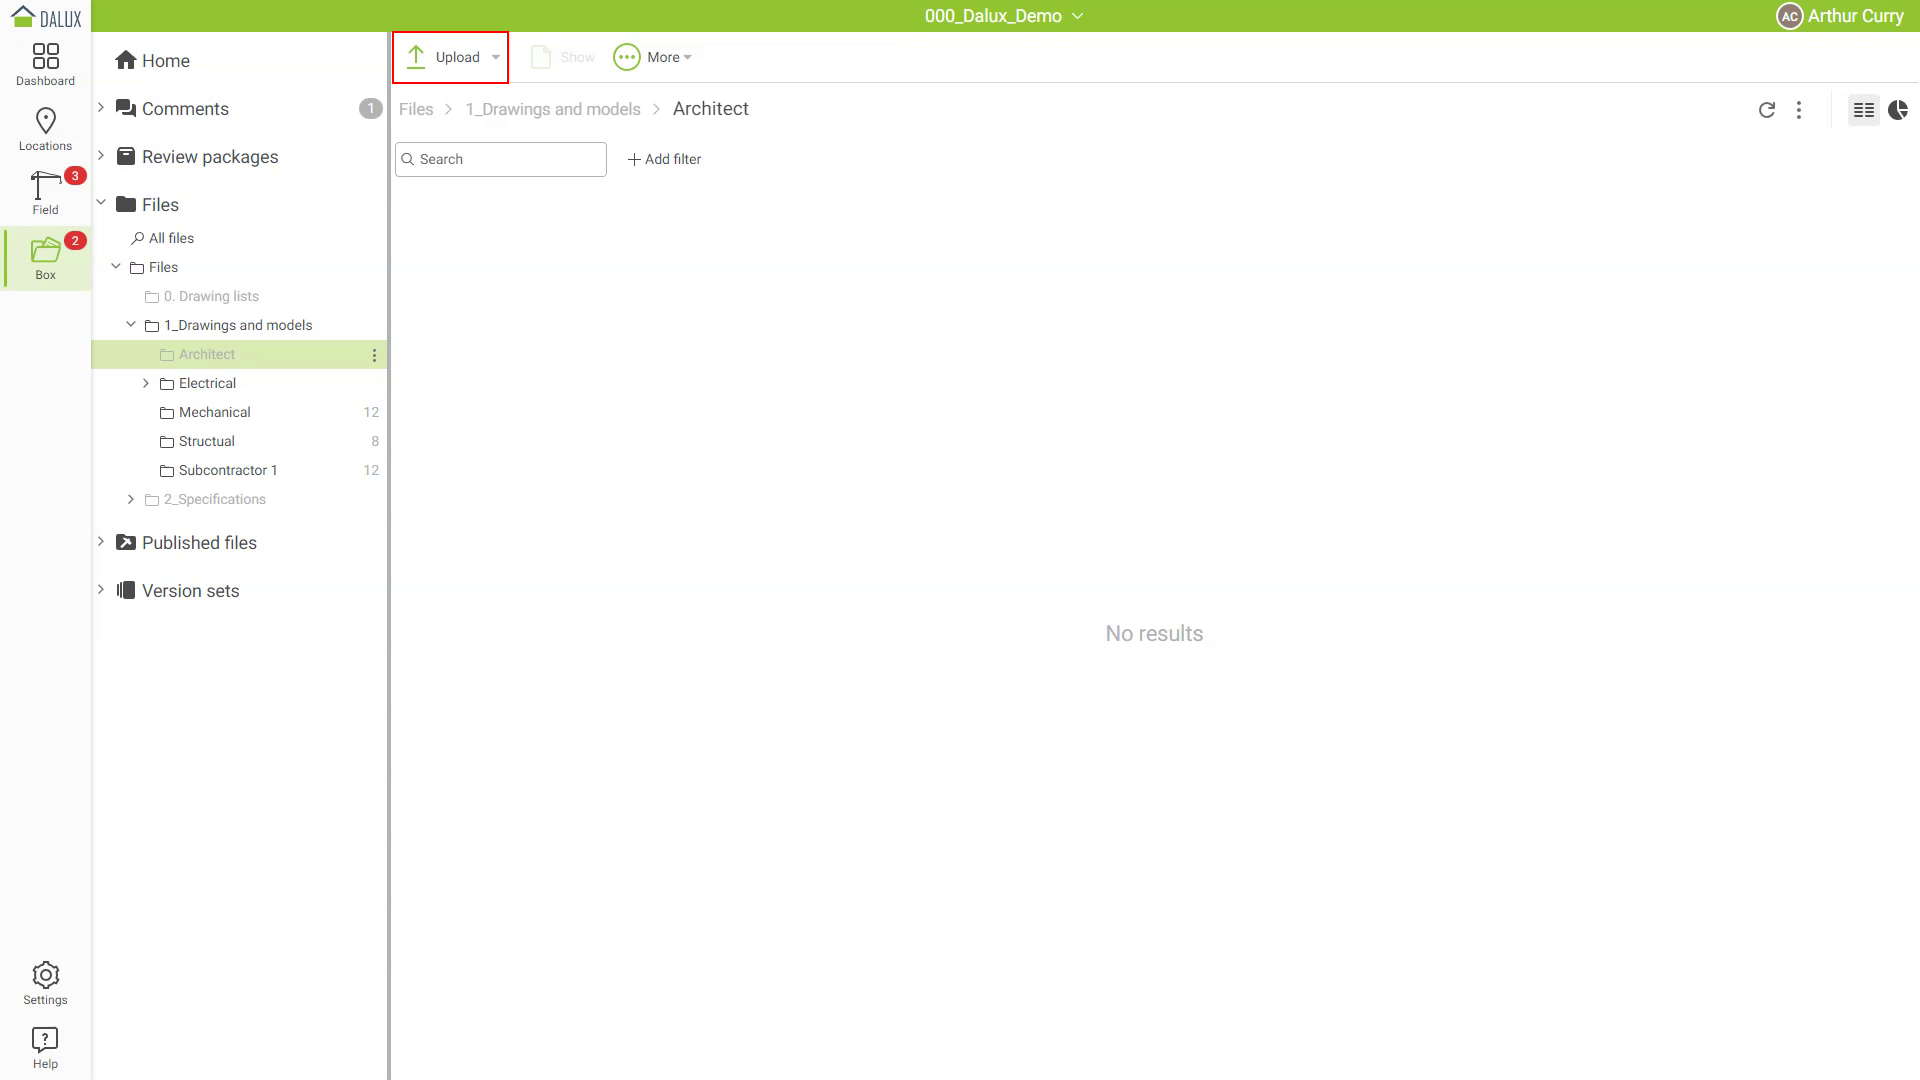 DALUX
000_Dalux_Demo
AC Arthur Curry
Dashboard
Locations
3
Field
2
Box
Settings
? Help
Home
Comments 1
Review packages
Files
All files
Files
0. Drawing lists
1_Drawings and models
Architect
Electrical
Mechanical 12
Structual 8
Subcontractor 1 12
2_Specifications
Published files
Version sets
Upload Show More
Files > 1_Drawings and models > Architect
Search + Add filter
No results